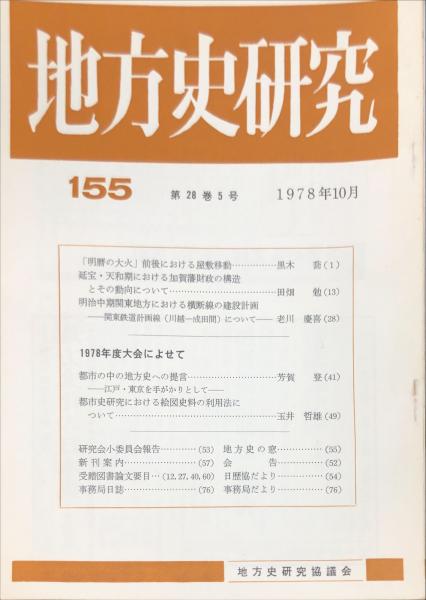 地方史研究
155 第28巻5号 1978年10月
「明暦の大火」前後における屋敷移動……………黒木 喬(1)
延宝・天和期における加賀藩財政の構造
とその動向について……………………………田畑 勉(13)
明治中期関東地方における横断線の建設計画
――関東鉄道計画線(川越―成田間)について―― 老川 慶喜(28)
1978年度大会によせて
都市の中の地方史への提言………………………芳賀 登(41)
――江戸・東京を手がかりとして――
都市史研究における絵図史料の利用法に
ついて………………………………………………玉井 哲雄(49)
研究会小委員会報告…………(53) 地方史の窓……………(55)
新刊案内………………………(57) 会告……………………(52)
受贈図書論文要目…(12.27.40.60) 日歴協だより…………(54)
事務局日誌……………………(76) 事務局だより…………(76)
地方史研究協議会